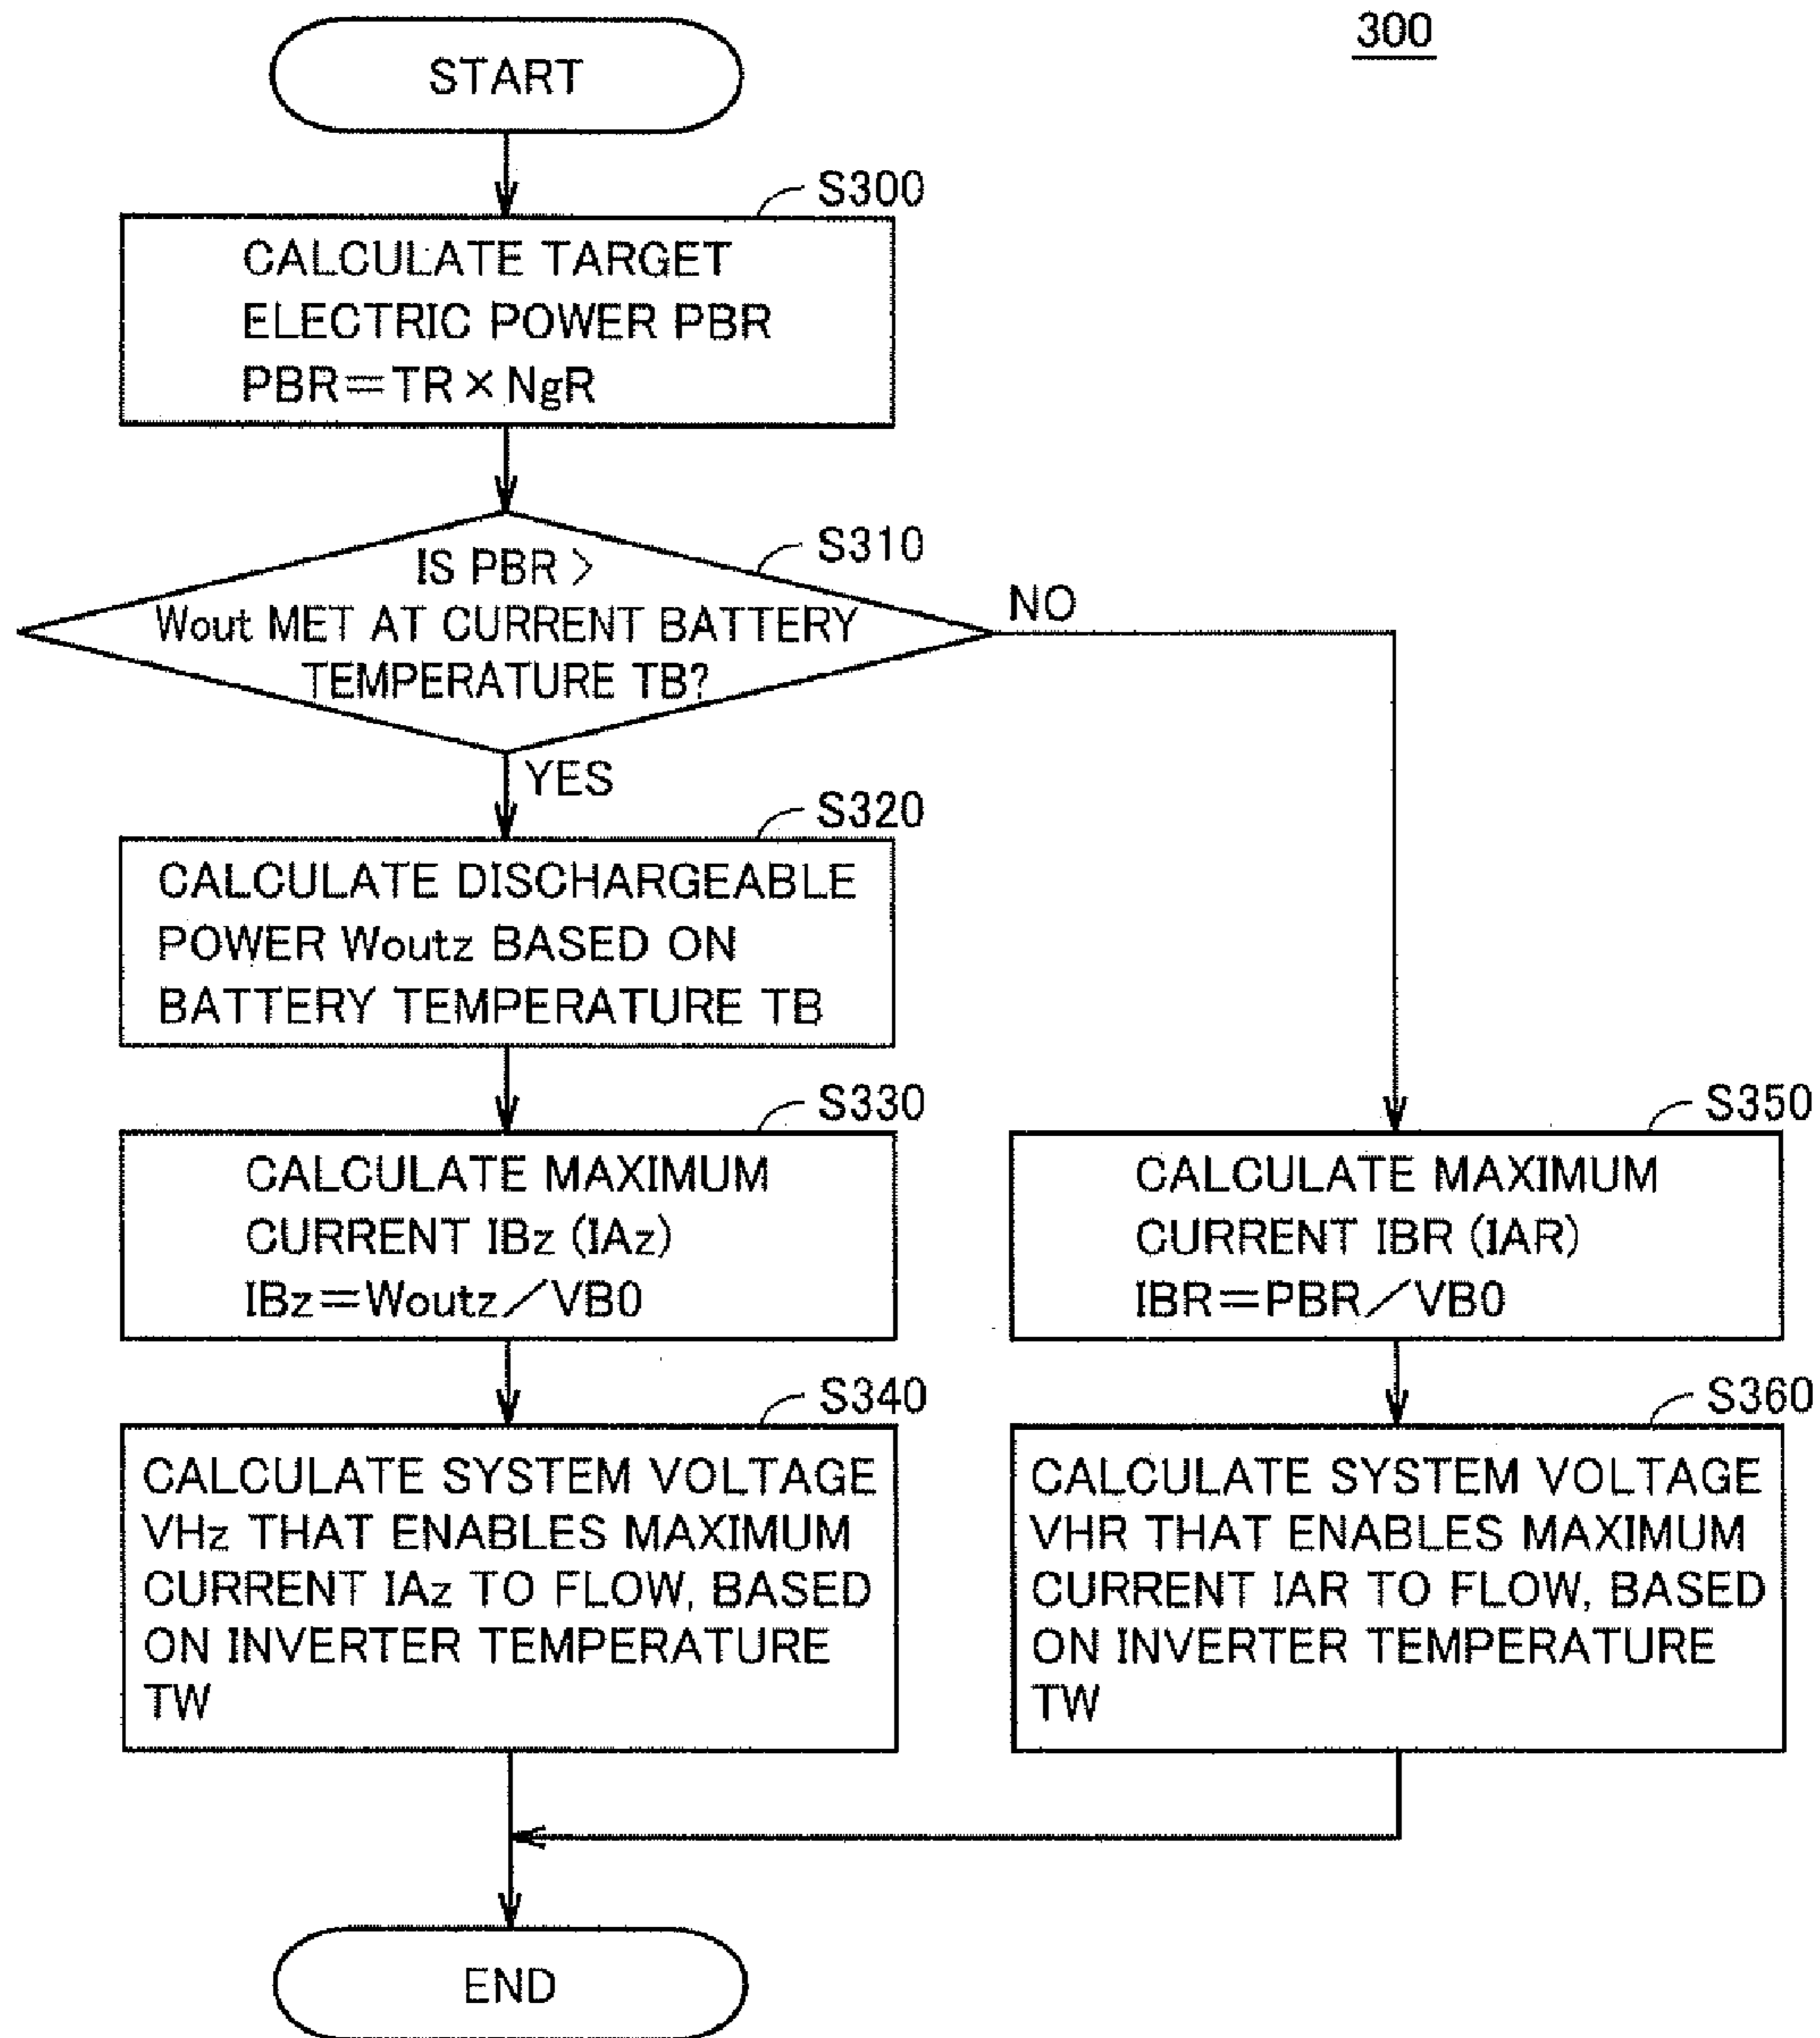 300
START
S300
CALCULATE TARGET
ELECTRIC POWER PBR
PBR=TR×NgR
S310
IS PBR >
Wout MET AT CURRENT BATTERY
TEMPERATURE TB?
NO
YES
S320
CALCULATE DISCHARGEABLE
POWER Woutz BASED ON
BATTERY TEMPERATURE TB
S330
CALCULATE MAXIMUM
CURRENT IBz (IAz)
IBz=Woutz/VB0
S350
CALCULATE MAXIMUM
CURRENT IBR (IAR)
IBR=PBR/VB0
S340
CALCULATE SYSTEM VOLTAGE
VHz THAT ENABLES MAXIMUM
CURRENT IAz TO FLOW, BASED
ON INVERTER TEMPERATURE
TW
S360
CALCULATE SYSTEM VOLTAGE
VHR THAT ENABLES MAXIMUM
CURRENT IAR TO FLOW, BASED
ON INVERTER TEMPERATURE
TW
END